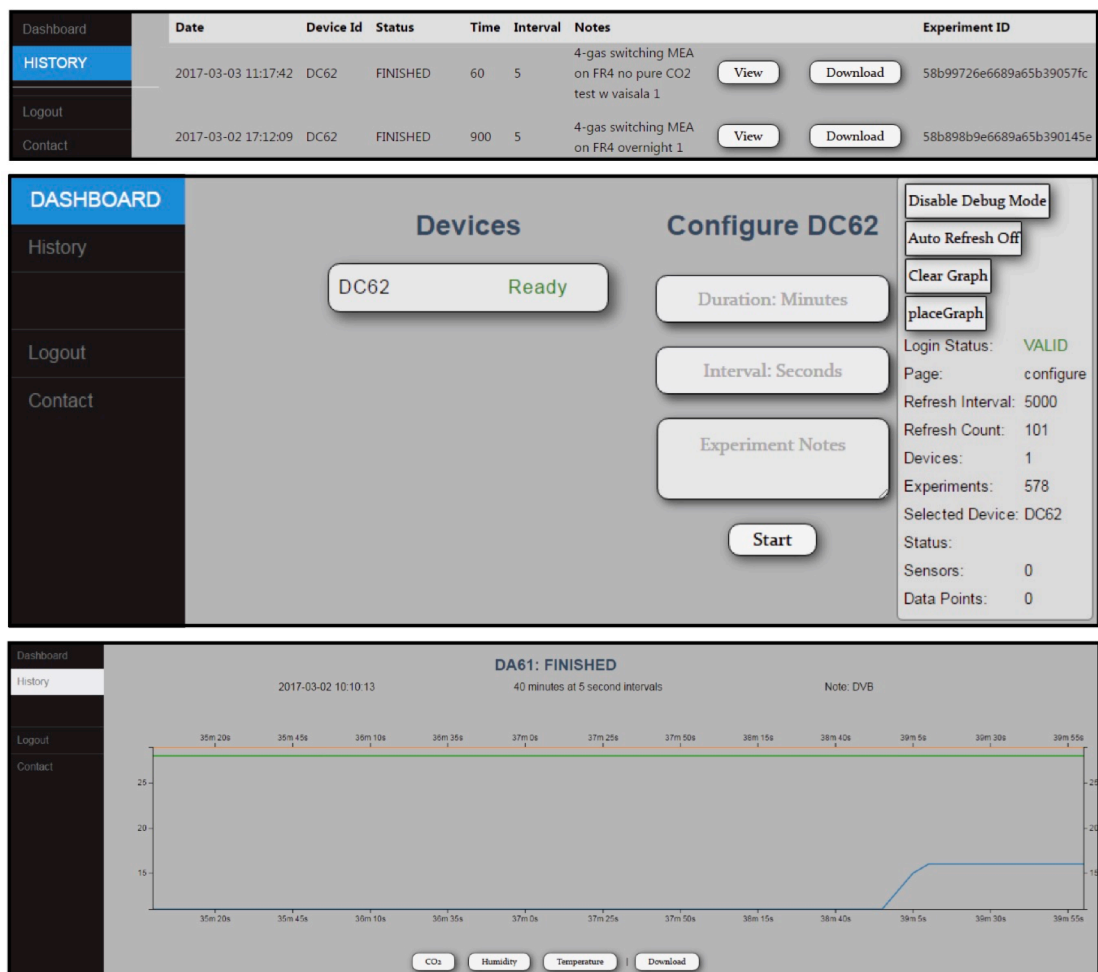 Dashboard
HISTORY
Logout
Contact
Date Device Id Status Time Interval Notes Experiment ID
2017-03-03 11:17:42 DC62 FINISHED 60 5 4-gas switching MEA on FR4 no pure CO2 test w vaisala 1 View Download 58b99726e6689a65b39057fc
2017-03-02 17:12:09 DC62 FINISHED 900 5 4-gas switching MEA on FR4 overnight 1 View Download 58b898b9e6689a65b390145e
DASHBOARD
History
Logout
Contact
Devices
DC62 Ready
Configure DC62
Duration: Minutes
Interval: Seconds
Experiment Notes
Start
Disable Debug Mode
Auto Refresh Off
Clear Graph
placeGraph
Login Status: VALID
Page: configure
Refresh Interval: 5000
Refresh Count: 101
Devices: 1
Experiments: 578
Selected Device: DC62
Status:
Sensors: 0
Data Points: 0
Dashboard
History
Logout
Contact
DA61: FINISHED
2017-03-02 10:10:13 40 minutes at 5 second intervals Note: DVB
35m 20s 35m 45s 36m 10s 36m 35s 37m 0s 37m 25s 37m 50s 38m 15s 38m 40s 39m 5s 39m 30s 39m 55s
25 25
20 20
15 15
35m 20s 35m 45s 36m 10s 36m 35s 37m 0s 37m 25s 37m 50s 38m 15s 38m 40s 39m 5s 39m 30s 39m 55s
CO₂ Humidity Temperature | Download